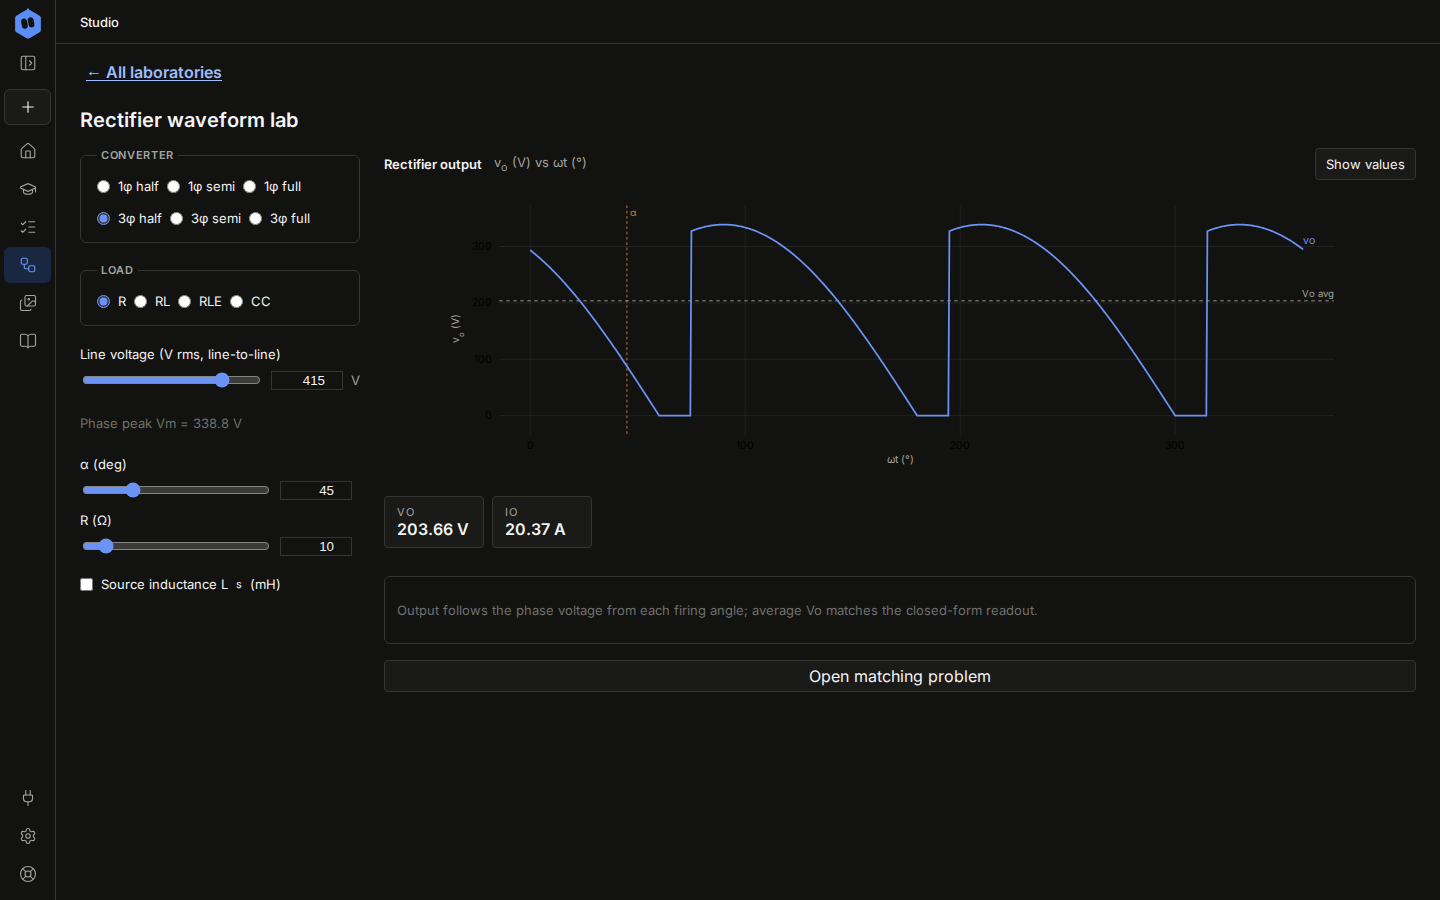 Studio
← All laboratories
Rectifier waveform lab
CONVERTER
1φ half 1φ semi 1φ full
3φ half 3φ semi 3φ full
LOAD
R RL RLE CC
Line voltage (V rms, line-to-line)
415 V
Phase peak Vm = 338.8 V
α (deg)
45
R (Ω)
10
Source inductance L s (mH)
Rectifier output vo (V) vs ωt (°)
Show values
α
vo
Vo avg
300
200
100
0
vo (V)
0 100 200 300
ωt (°)
VO
203.66 V
IO
20.37 A
Output follows the phase voltage from each firing angle; average Vo matches the closed-form readout.
Open matching problem